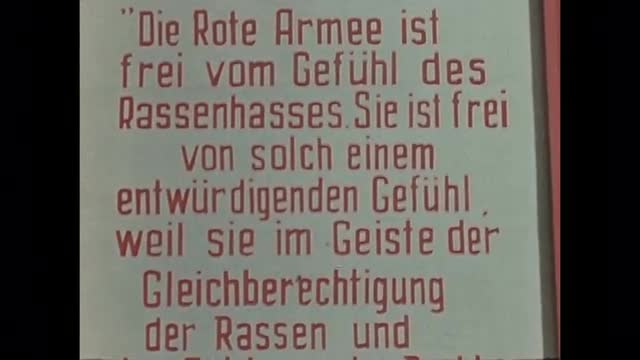 "Die Rote Armee ist
frei vom Gefühl des
Rassenhasses. Sie ist frei
von solch einem
entwürdigenden Gefühl,
weil sie im Geiste der
Gleichberechtigung
der Rassen und